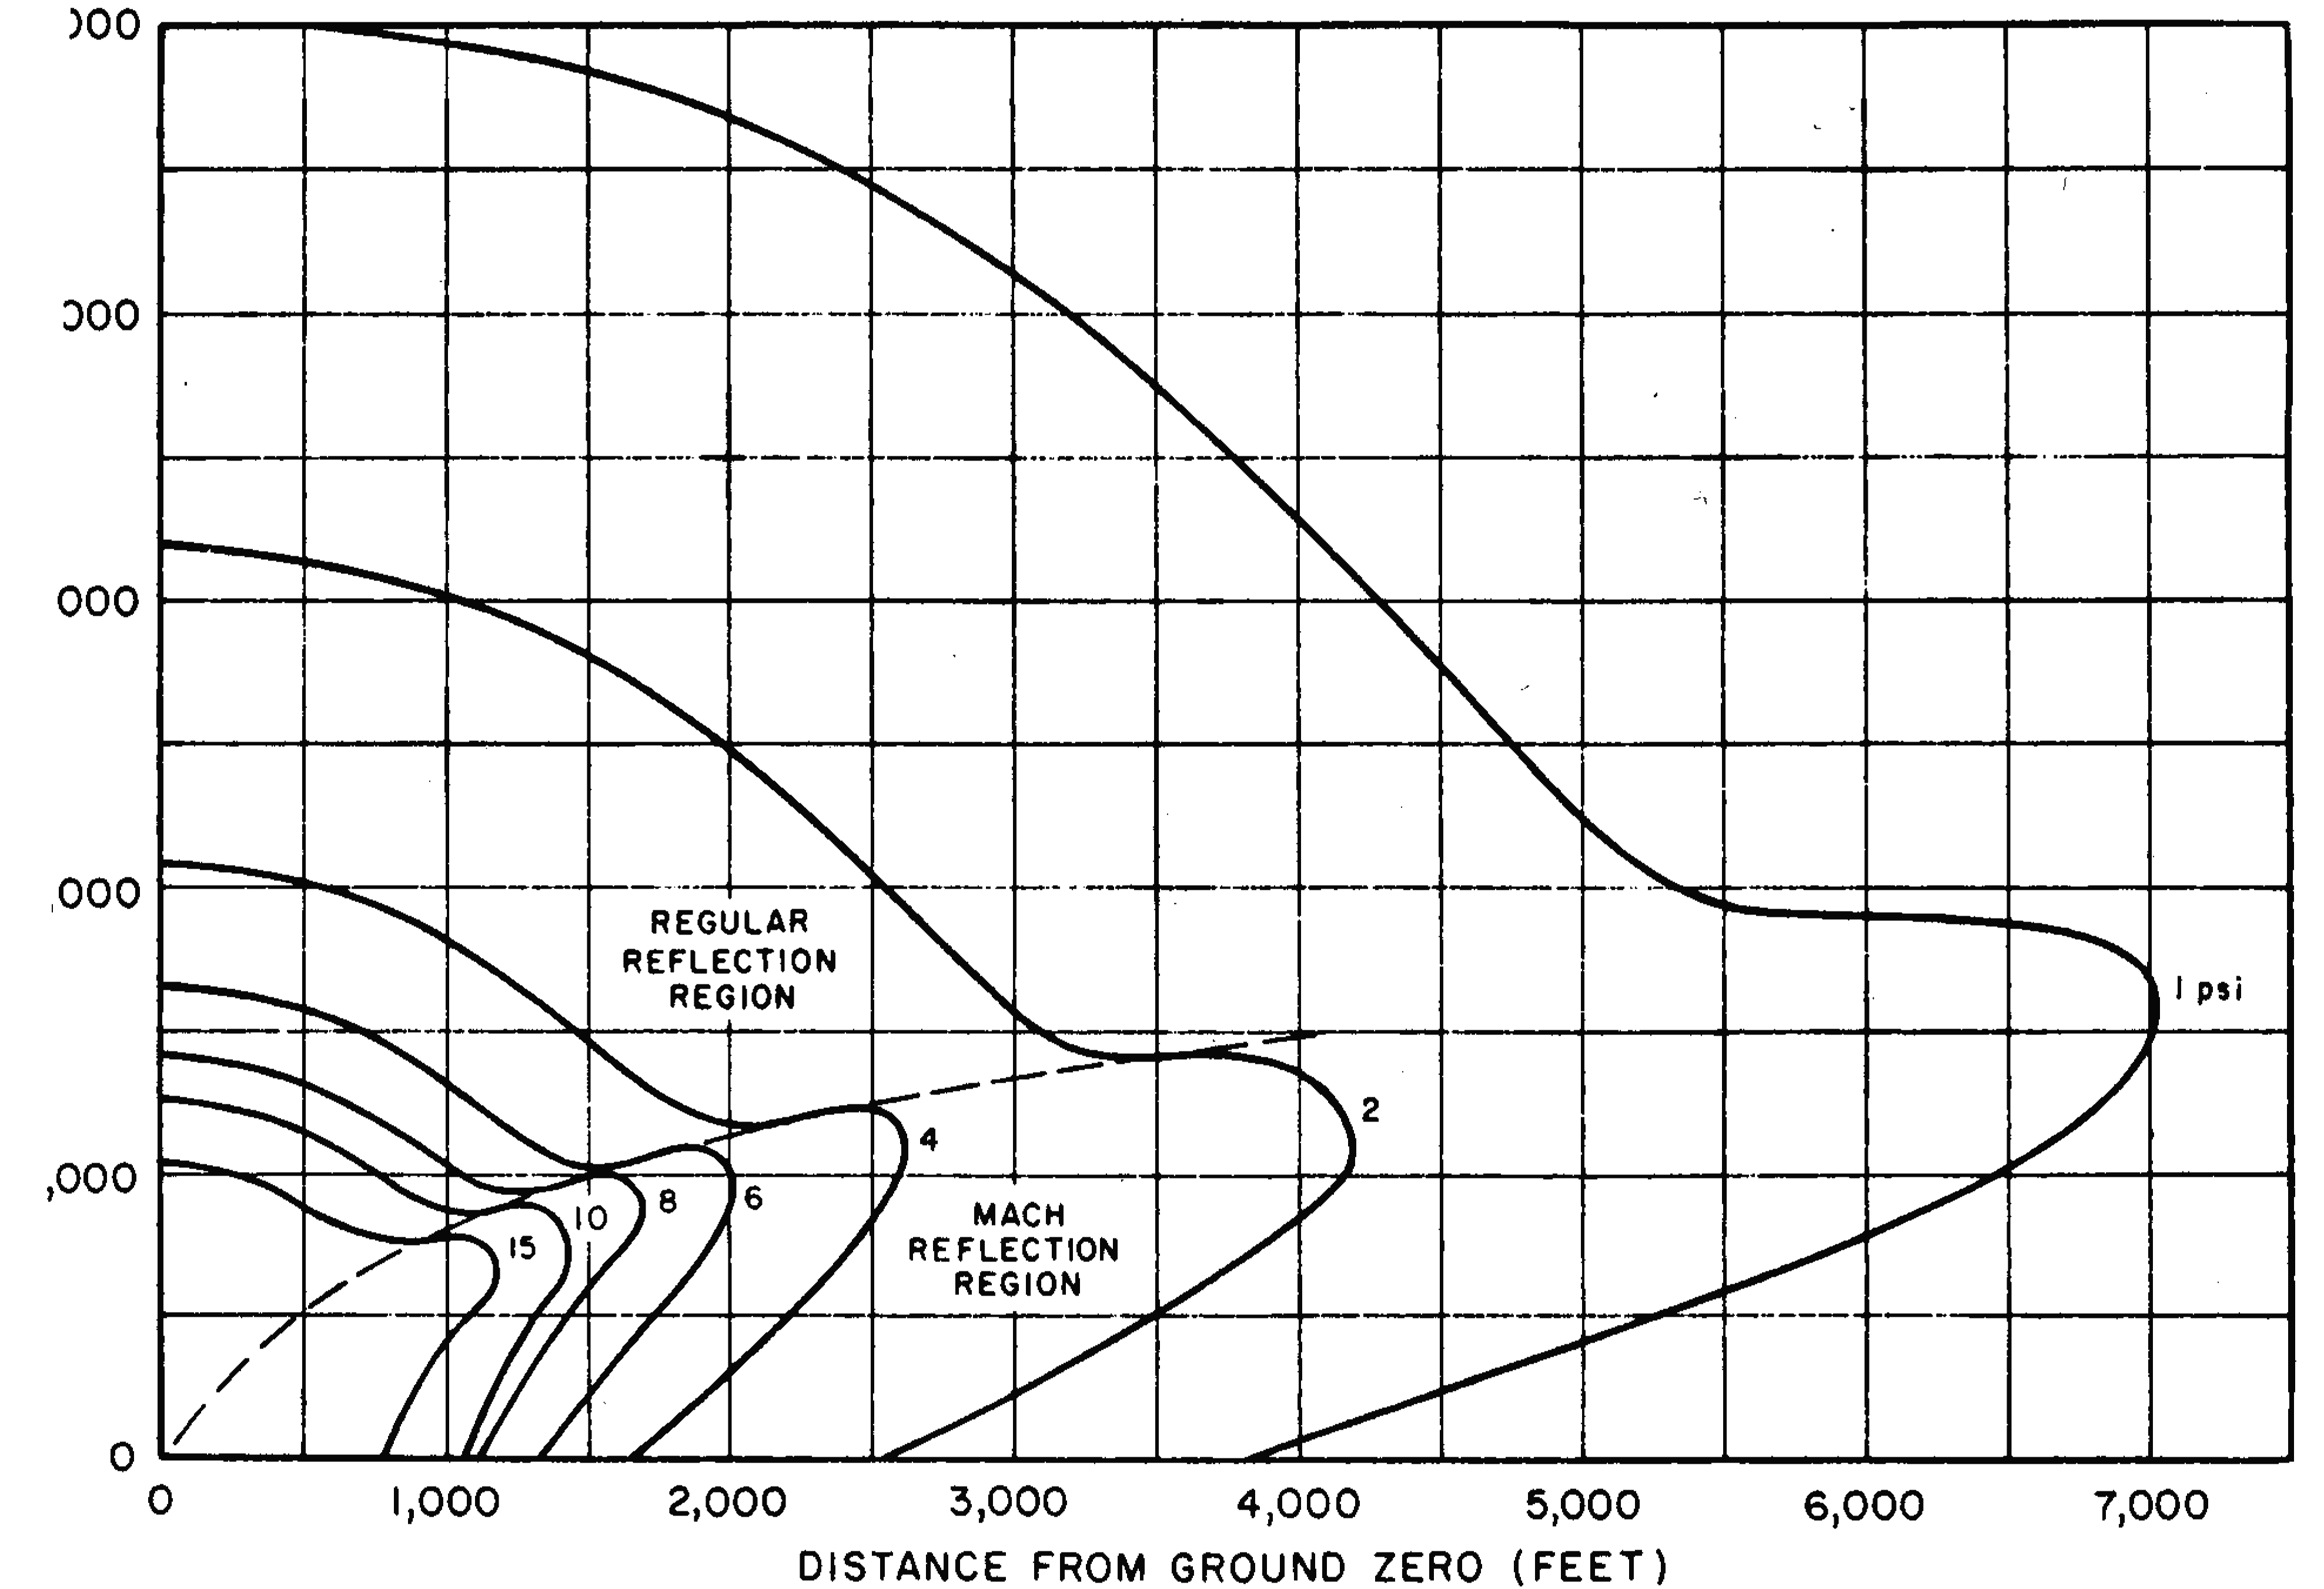 000
000
000
000
,000
0
REGULAR
REFLECTION
REGION
MACH
REFLECTION
REGION
1 psi
2
4
6
8
10
15
0 1,000 2,000 3,000 4,000 5,000 6,000 7,000
DISTANCE FROM GROUND ZERO (FEET)